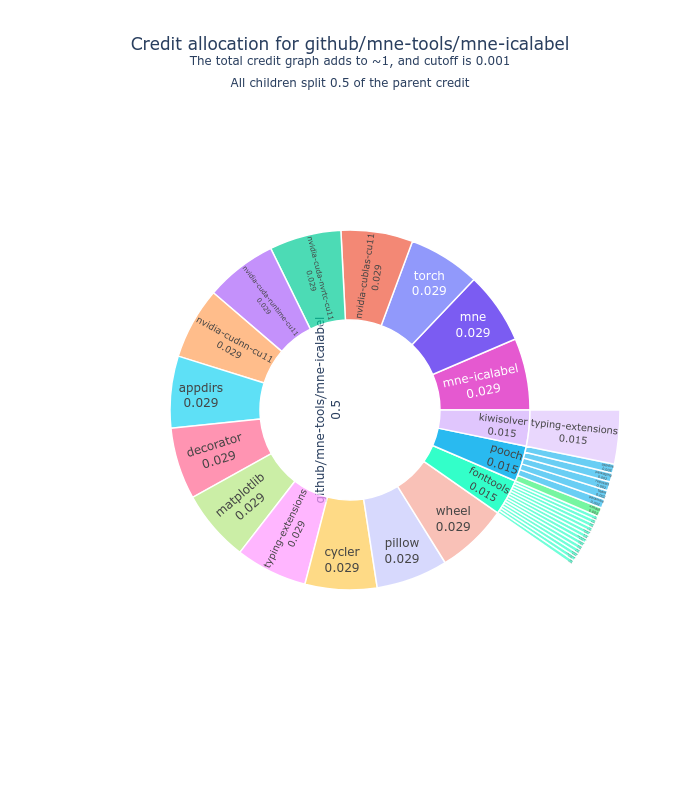 Credit allocation for github/mne-tools/mne-icalabel
The total credit graph adds to ~1, and cutoff is 0.001
All children split 0.5 of the parent credit
github/mne-tools/mne-icalabel
0.5
mne-icalabel
0.029
mne
0.029
torch
0.029
nvidia-cublas-cu11
0.029
nvidia-cuda-nvrtc-cu11
0.029
nvidia-cuda-runtime-cu11
0.029
nvidia-cudnn-cu11
0.029
appdirs
0.029
decorator
0.029
matplotlib
0.029
typing-extensions
0.029
cycler
0.029
pillow
0.029
wheel
0.029
fonttools
0.015
pooch
0.015
kiwisolver
0.015
typing-extensions
0.015